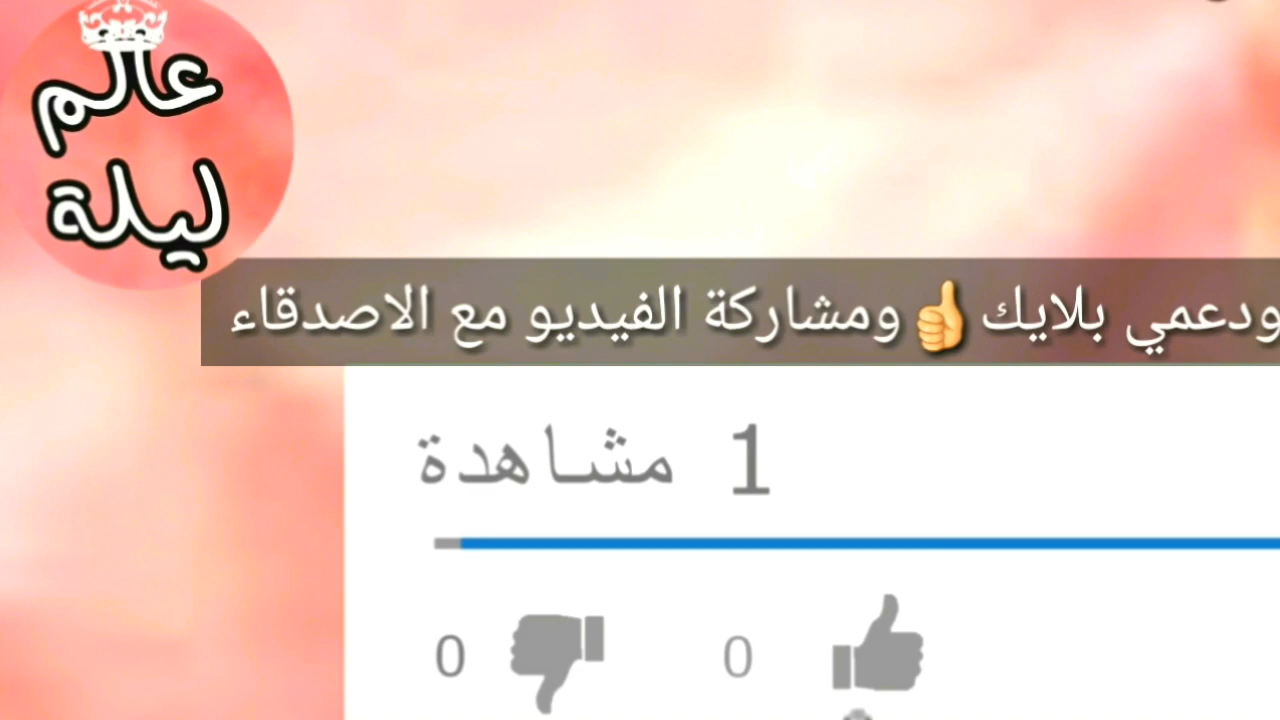 عالم
ليلة
ودعمي بلايك👍ومشاركة الفيديو مع الاصدقاء
1 مشاهدة
0
0